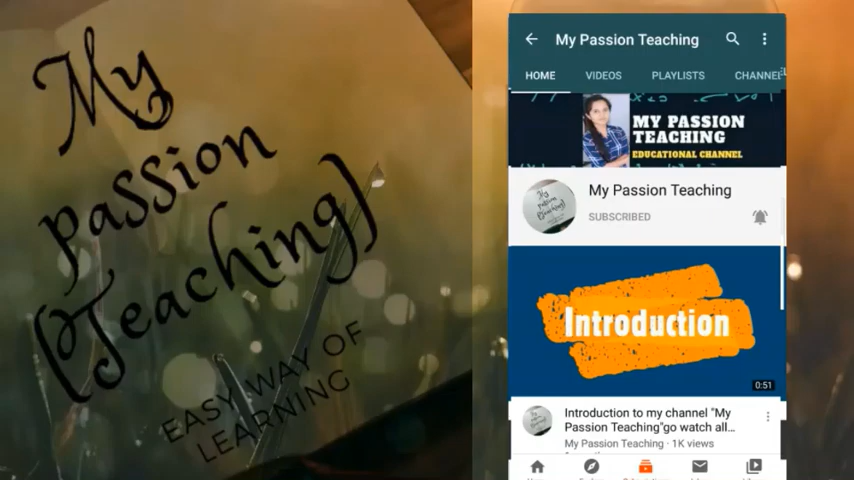 My
passion
(Teaching)
EASY WAY OF
LEARNING
My Passion Teaching
HOME VIDEOS PLAYLISTS CHANNEL
MY PASSION
TEACHING
EDUCATIONAL CHANNEL
My Passion Teaching
SUBSCRIBED
Introduction
0:51
Introduction to my channel "My
Passion Teaching"go watch all...
My Passion Teaching · 1K views